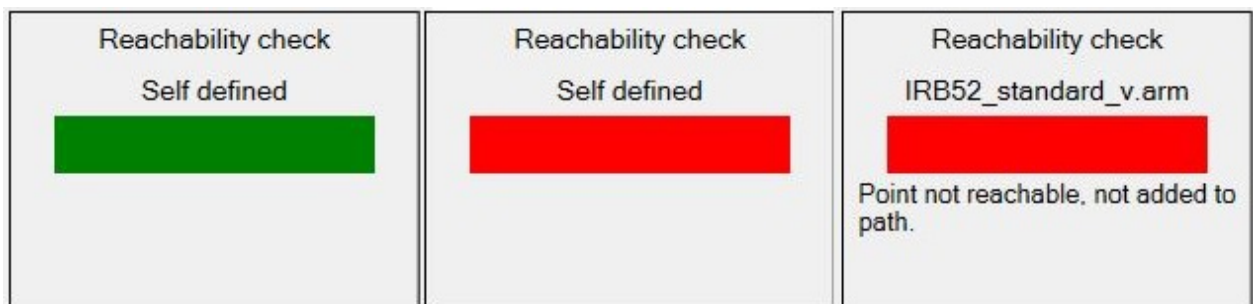 Reachability check
Self defined
Reachability check
Self defined
Reachability check
IRB52_standard_v.arm
Point not reachable, not added to
path.